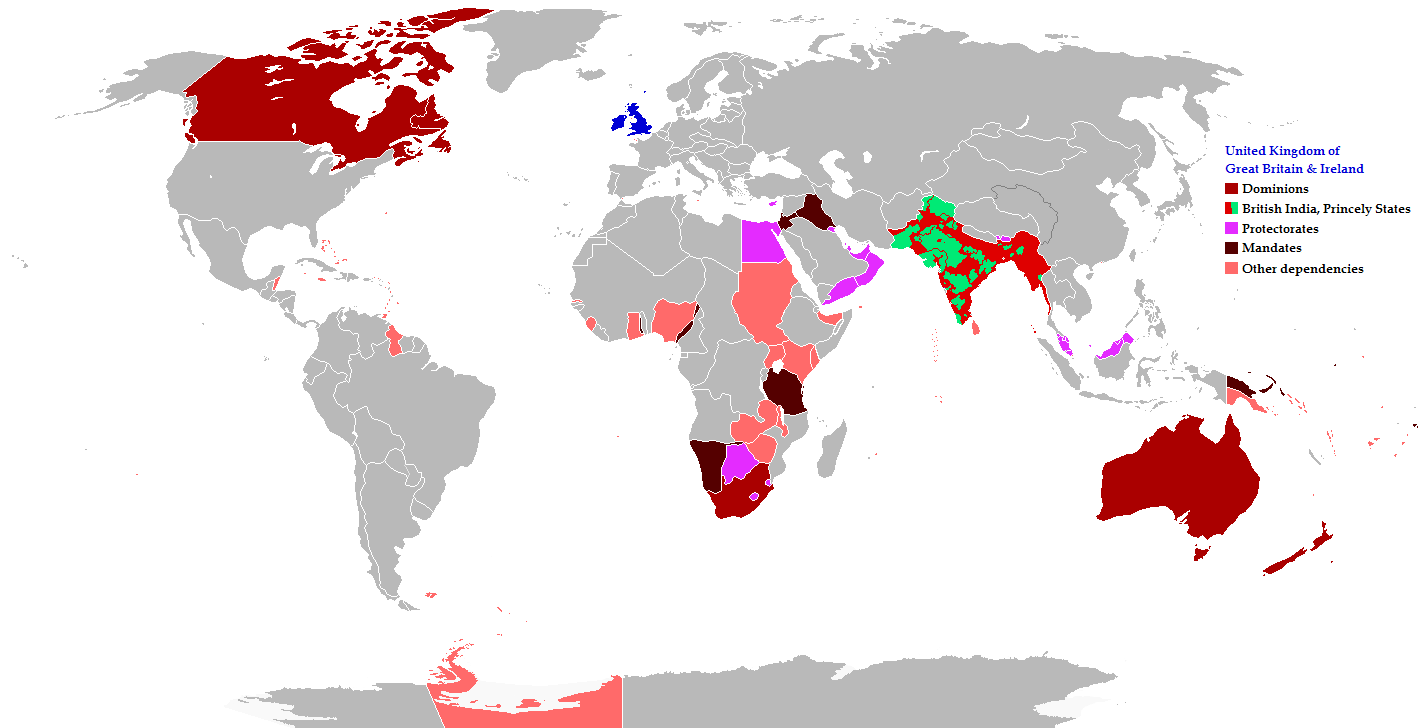 United Kingdom of
Great Britain & Ireland
Dominions
British India, Princely States
Protectorates
Mandates
Other dependencies